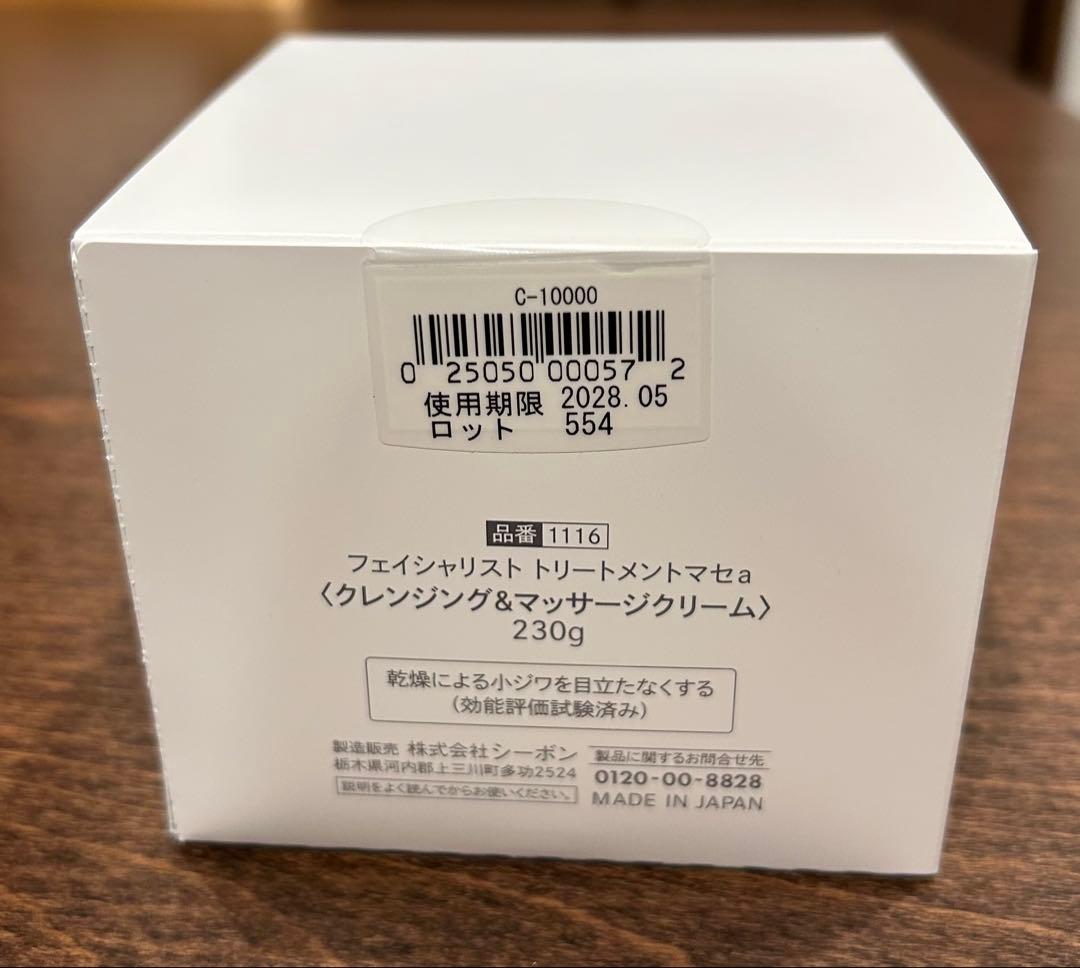 C-10000
0 25050 00057 2
使用期限 2028.05
ロット 554
品番 1116
フェイシャリスト トリートメントマセa
〈クレンジング&マッサージクリーム〉
230g
乾燥による小ジワを目立たなくする
(効能評価試験済み)
製造販売 株式会社シーボン
栃木県河内郡上三川町多功2524
説明をよく読んでからお使いください。
製品に関するお問合せ先
0120-00-8828
MADE IN JAPAN